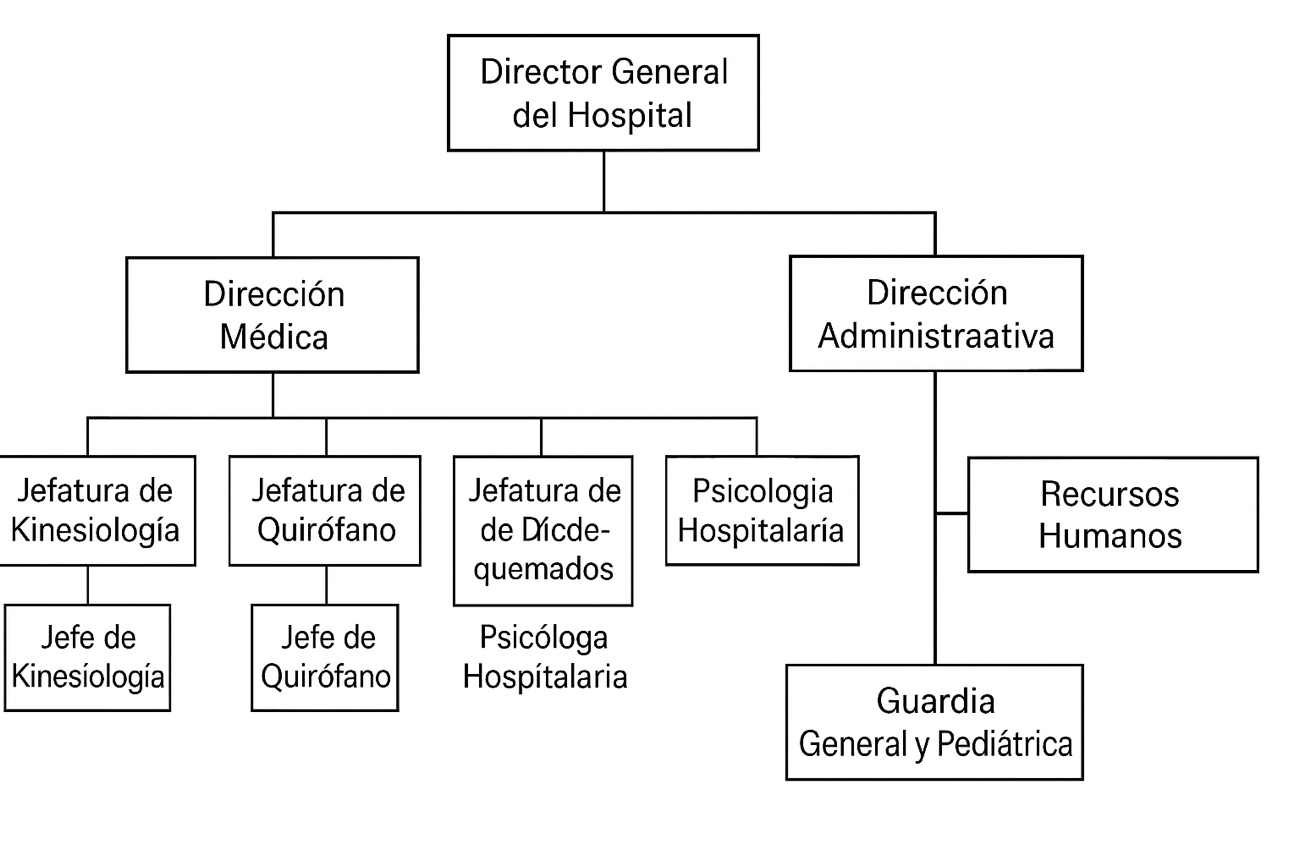 Director General
del Hospital
Dirección
Médica
Dirección
Administraativa
Jefatura de
Kinesiología
Jefatura de
Quirófano
Jefatura de
de Dícde-
quemados
Psicologia
Hospitalaría
Recursos
Humanos
Jefe de
Kinesíología
Jefe de
Quirófano
Psicóloga
Hospítalaria
Guardia
General y Pediátrica